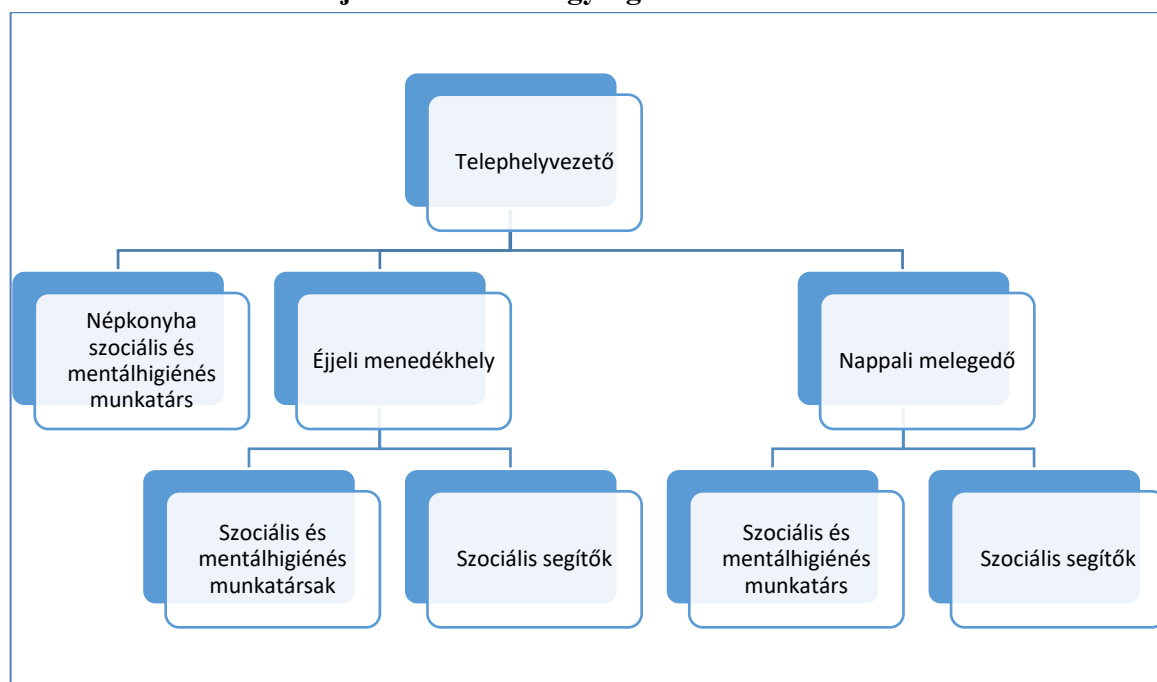 Telephelyvezető
Népkonyha
szociális és
mentálhigiénés
munkatárs
Éjjeli menedékhely
Nappali melegedő
Szociális és
mentálhigiénés
munkatársak
Szociális segítők
Szociális és
mentálhigiénés
munkatárs
Szociális segítők